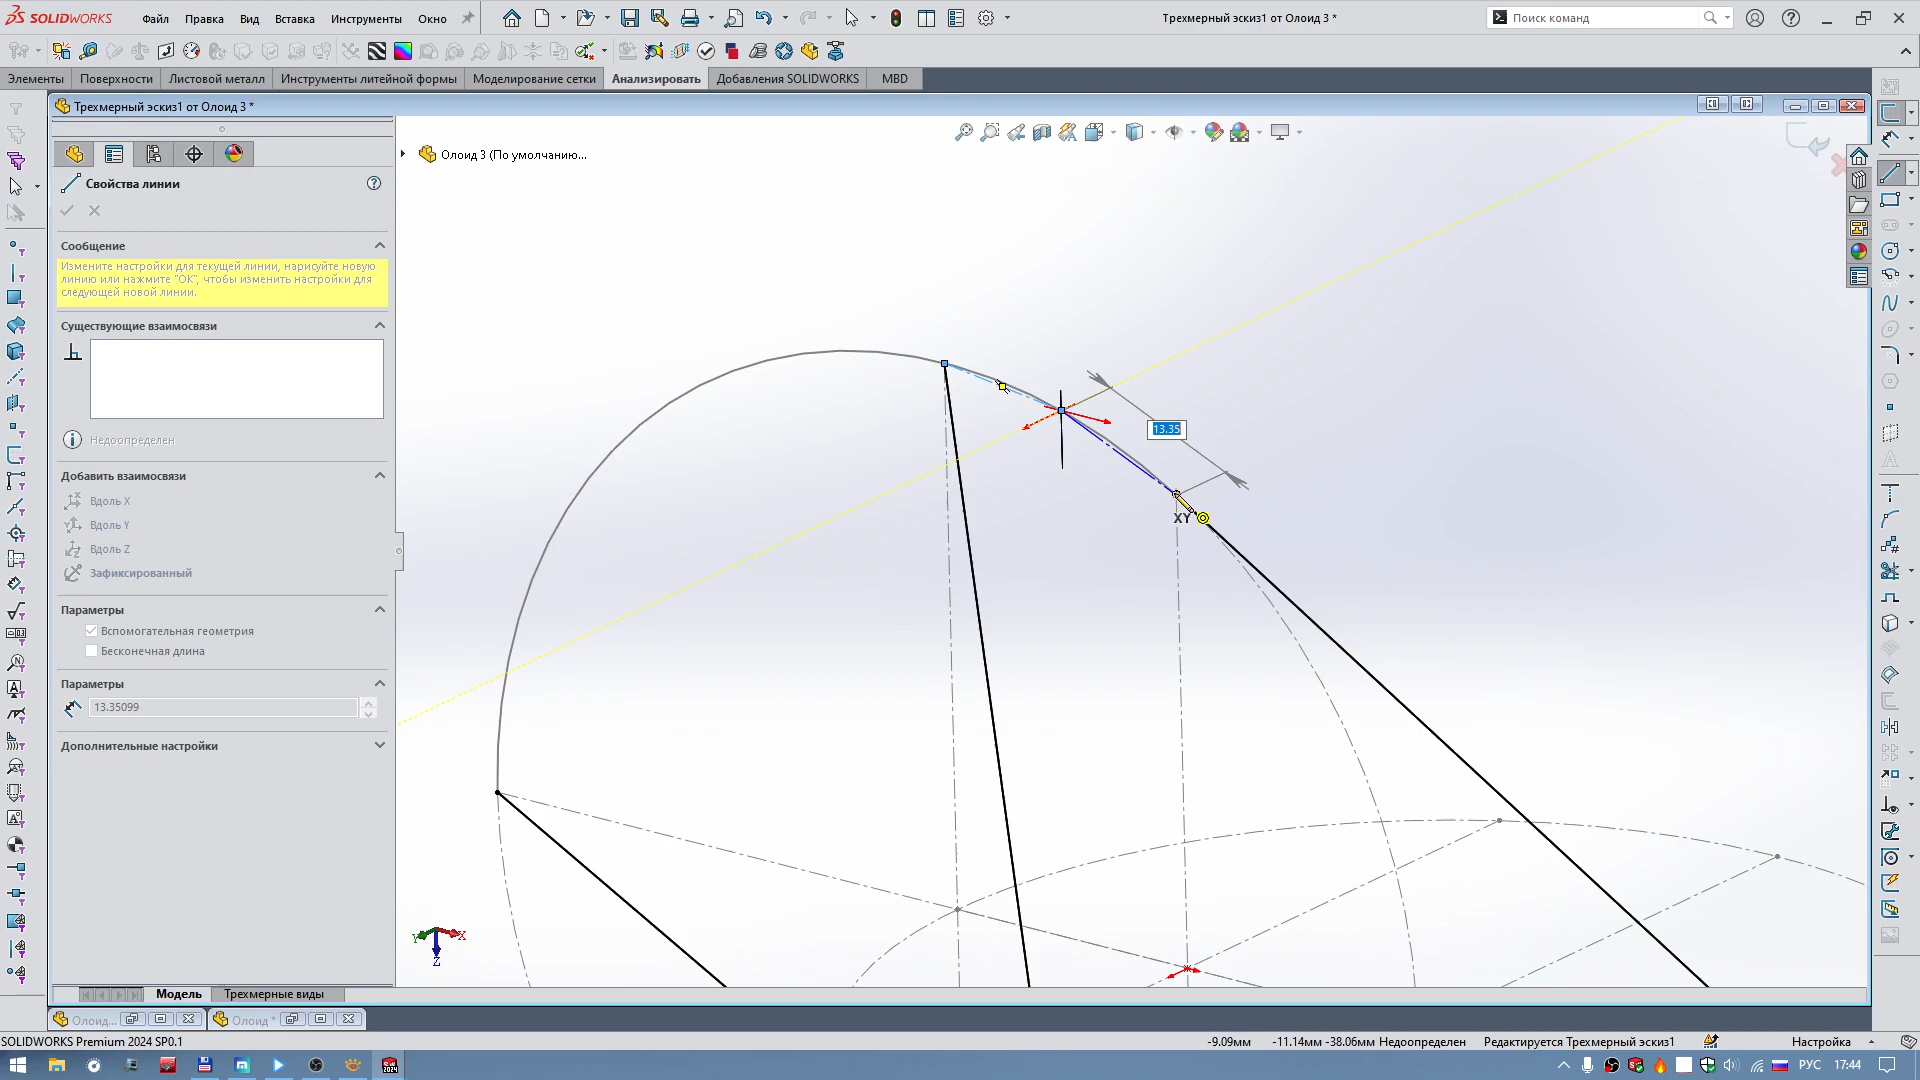 SOLIDWORKS
Файл
Правка
Вид
Вставка
Инструменты
Окно
Трехмерный эскиз1 от Олоид 3 *
Поиск команд
Элементы
Поверхности
Листовой металл
Инструменты литейной формы
Моделирование сетки
Анализировать
Добавления SOLIDWORKS
MBD
Трехмерный эскиз1 от Олоид 3 *
Олоид 3 (По умолчанию...
Свойства линии
Сообщение
Измените настройки для текущей линии, нарисуйте новую
линию или нажмите "ОК", чтобы изменить настройки для
следующей новой линии.
Существующие взаимосвязи
Недоопределен
Добавить взаимосвязи
Вдоль X
Вдоль Y
Вдоль Z
Зафиксированный
Параметры
Вспомогательная геометрия
Бесконечная длина
Параметры
13.35099
Дополнительные настройки
13.35
XY
Y
X
Z
Модель
Трехмерные виды
Олоид...
Олоид *
SOLIDWORKS Premium 2024 SP0.1
-9.09мм
-11.14мм
-38.06мм
Недоопределен
Редактируется Трехмерный эскиз1
Настройка
РУС
17:44